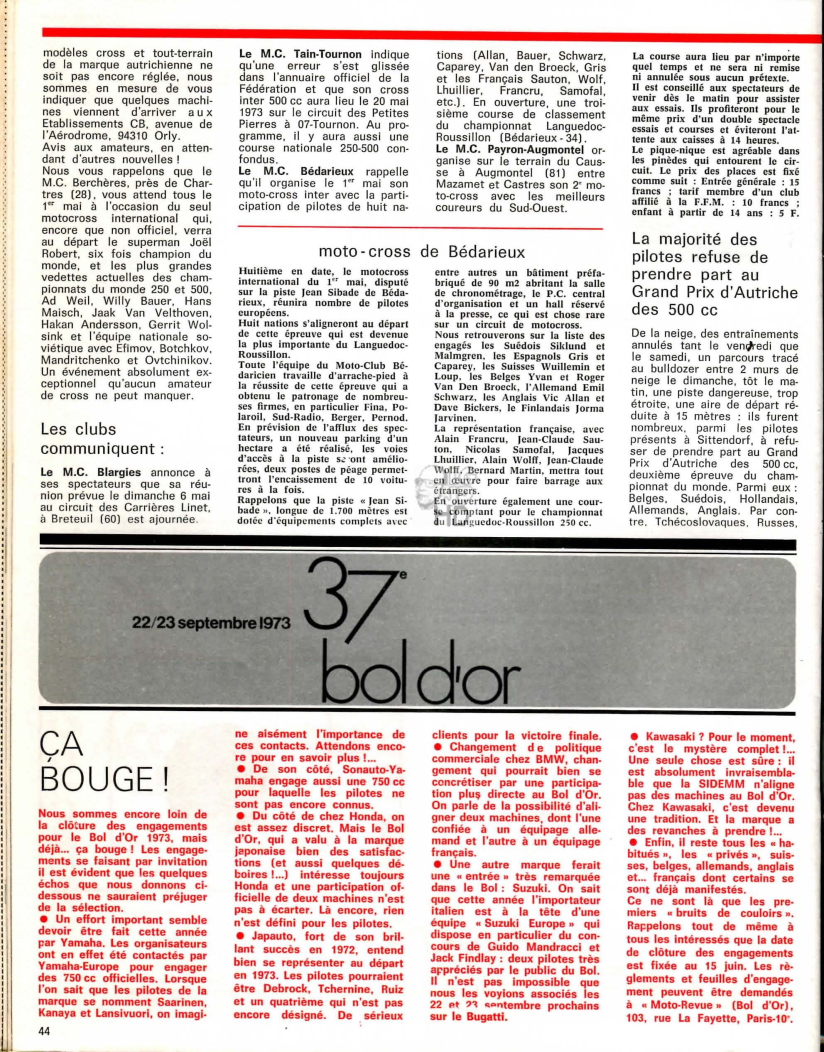 modèles cross et tout-terrain
de la marque autrichienne ne
soit pas encore réglée, nous
sommes en mesure de vous
indiquer que quelques machi-
nes viennent d'arriver aux
Etablissements CB, avenue de
l'Aérodrome, 94310 Orly.
Avis aux amateurs, en atten-
dant d'autres nouvelles !
Nous vous rappelons que le
M.C. Berchères, près de Char-
tres (28), vous attend tous le
1er mai à l'occasion du seul
motocross international qui,
encore que non officiel, verra
au départ le superman Joël
Robert, six fois champion du
monde, et les plus grandes
vedettes actuelles des cham-
pionnats du monde 250 et 500,
Ad Weil, Willy Bauer, Hans
Maisch, Jaak Van Velthoven,
Hakan Andersson, Gerrit Wol-
sink et l'équipe nationale so-
viétique avec Efimov, Botchkov,
Mandritchenko et Ovtchinikov.
Un événement absolument ex-
ceptionnel qu'aucun amateur
de cross ne peut manquer.
Les clubs
communiquent :
Le M.C. Blargies annonce à
ses spectateurs que sa réu-
nion prévue le dimanche 6 mai
au circuit des Carrières Linet,
à Breteuil (60) est ajournée.
Le M.C. Tain-Tournon indique
qu'une erreur s'est glissée
dans l'annuaire officiel de la
Fédération et que son cross
inter 500 cc aura lieu le 20 mai
1973 sur le circuit des Petites
Pierres à 07-Tournon. Au pro-
gramme, il y aura aussi une
course nationale 250-500 con-
fondus.
Le M.C. Bédarieux rappelle
qu'il organise le 1er mai son
moto-cross inter avec la parti-
cipation de pilotes de huit na-
tions (Allan, Bauer, Schwarz,
Caparey, Van den Broeck, Gris
et les Français Sauton, Wolf,
Lhuillier, Francru, Samofal,
etc.). En ouverture, une troi-
sième course de classement
du championnat Languedoc-
Roussillon (Bédarieux - 34).
Le M.C. Payron-Augmontel or-
ganise sur le terrain du Caus-
se à Augmontel (81) entre
Mazamet et Castres son 2e mo-
to-cross avec les meilleurs
coureurs du Sud-Ouest.
moto-cross de Bédarieux
Huitième en date, le motocross
international du 1er mai, disputé
sur la piste Jean Sibade de Béda-
rieux, réunira nombre de pilotes
européens.
Huit nations s'aligneront au départ
de cette épreuve qui est devenue
la plus importante du Languedoc-
Roussillon.
Toute l'équipe du Moto-Club Bé-
daricien travaille d'arrache-pied à
la réussite de cette épreuve qui a
obtenu le patronage de nombreu-
ses firmes, en particulier Fina, Po-
laroil, Sud-Radio, Berger, Pernod.
En prévision de l'afflux des spec-
tateurs, un nouveau parking d'un
hectare a été réalisé, les voies
d'accès à la piste seront amélio-
rées, deux postes de péage permet-
tront l'encaissement de 10 voitu-
res à la fois.
Rappelons que la piste « Jean Si-
bade », longue de 1.700 mètres est
dotée d'équipements complets avec
entre autres un bâtiment préfa-
briqué de 90 m2 abritant la salle
de chronométrage, le P.C. central
d'organisation et un hall réservé
à la presse, ce qui est chose rare
sur un circuit de motocross.
Nous retrouverons sur la liste des
engagés les Suédois Siklund et
Malmgren, les Espagnols Gris et
Caparey, les Suisses Wuillemin et
Loup, les Belges Yvan et Roger
Van Den Broeck, l'Allemand Emil
Schwarz, les Anglais Vic Allan et
Dave Bickers, le Finlandais Jorma
Jarvinen.
La représentation française, avec
Alain Francru, Jean-Claude Sau-
ton, Nicolas Samofal, Jacques
Lhuillier, Alain Wolff, Jean-Claude
Wolff, Bernard Martin, mettra tout
en œuvre pour faire barrage aux
étrangers.
En ouverture également une cour-
se comptant pour le championnat
du Languedoc-Roussillon 250 cc.
La course aura lieu par n'importe
quel temps et ne sera ni remise
ni annulée sous aucun prétexte.
Il est conseillé aux spectateurs de
venir dès le matin pour assister
aux essais. Ils profiteront pour le
même prix d'un double spectacle
essais et courses et éviteront l'at-
tente aux caisses à 14 heures.
Le pique-nique est agréable dans
les pinèdes qui entourent le cir-
cuit. Le prix des places est fixé
comme suit : Entrée générale : 15
francs ; tarif membre d'un club
affilié à la F.F.M. : 10 francs ;
enfant à partir de 14 ans : 5 F.
La majorité des
pilotes refuse de
prendre part au
Grand Prix d'Autriche
des 500 cc
De la neige, des entraînements
annulés tant le vendredi que
le samedi, un parcours tracé
au bulldozer entre 2 murs de
neige le dimanche, tôt le ma-
tin, une piste dangereuse, trop
étroite, une aire de départ ré-
duite à 15 mètres : ils furent
nombreux, parmi les pilotes
présents à Sittendorf, à refu-
ser de prendre part au Grand
Prix d'Autriche des 500 cc,
deuxième épreuve du cham-
pionnat du monde. Parmi eux :
Belges, Suédois, Hollandais,
Allemands, Anglais. Par con-
tre, Tchécoslovaques, Russes,
22/23 septembre 1973
37e
bol d'or
ÇA
BOUGE !
Nous sommes encore loin de
la clôture des engagements
pour le Bol d'Or 1973, mais
déjà... ça bouge ! Les engage-
ments se faisant par invitation
il est évident que les quelques
échos que nous donnons ci-
dessous ne sauraient préjuger
de la sélection.
● Un effort important semble
devoir être fait cette année
par Yamaha. Les organisateurs
ont en effet été contactés par
Yamaha-Europe pour engager
des 750 cc officielles. Lorsque
l'on sait que les pilotes de la
marque se nomment Saarinen,
Kanaya et Lansivuori, on imagi-
ne aisément l'importance de
ces contacts. Attendons enco-
re pour en savoir plus !...
● De son côté, Sonauto-Ya-
maha engage aussi une 750 cc
pour laquelle les pilotes ne
sont pas encore connus.
● Du côté de chez Honda, on
est assez discret. Mais le Bol
d'Or, qui a valu à la marque
japonaise bien des satisfac-
tions (et aussi quelques dé-
boires !...) intéresse toujours
Honda et une participation of-
ficielle de deux machines n'est
pas à écarter. Là encore, rien
n'est défini pour les pilotes.
● Japauto, fort de son bril-
lant succès en 1972, entend
bien se représenter au départ
en 1973. Les pilotes pourraient
être Debrock, Tchernine, Ruiz
et un quatrième qui n'est pas
encore désigné. De sérieux
clients pour la victoire finale.
● Changement de politique
commerciale chez BMW, chan-
gement qui pourrait bien se
concrétiser par une participa-
tion plus directe au Bol d'Or.
On parle de la possibilité d'ali-
gner deux machines, dont l'une
confiée à un équipage alle-
mand et l'autre à un équipage
français.
● Une autre marque ferait
une « entrée » très remarquée
dans le Bol : Suzuki. On sait
que cette année l'importateur
italien est à la tête d'une
équipe « Suzuki Europe » qui
dispose en particulier du con-
cours de Guido Mandracci et
Jack Findlay : deux pilotes très
appréciés par le public du Bol.
Il n'est pas impossible que
nous les voyions associés les
22 et 23 septembre prochains
sur le Bugatti.
● Kawasaki ? Pour le moment,
c'est le mystère complet !...
Une seule chose est sûre : il
est absolument invraisembla-
ble que la SIDEMM n'aligne
pas des machines au Bol d'Or.
Chez Kawasaki, c'est devenu
une tradition. Et la marque a
des revanches à prendre !...
● Enfin, il reste tous les « ha-
bitués », les « privés », suis-
ses, belges, allemands, anglais
et... français dont certains se
sont déjà manifestés.
Ce ne sont là que les pre-
miers « bruits de couloirs ».
Rappelons tout de même à
tous les intéressés que la date
de clôture des engagements
est fixée au 15 juin. Les rè-
glements et feuilles d'engage-
ment peuvent être demandés
à « Moto-Revue » (Bol d'Or),
103, rue La Fayette, Paris-10e.
44